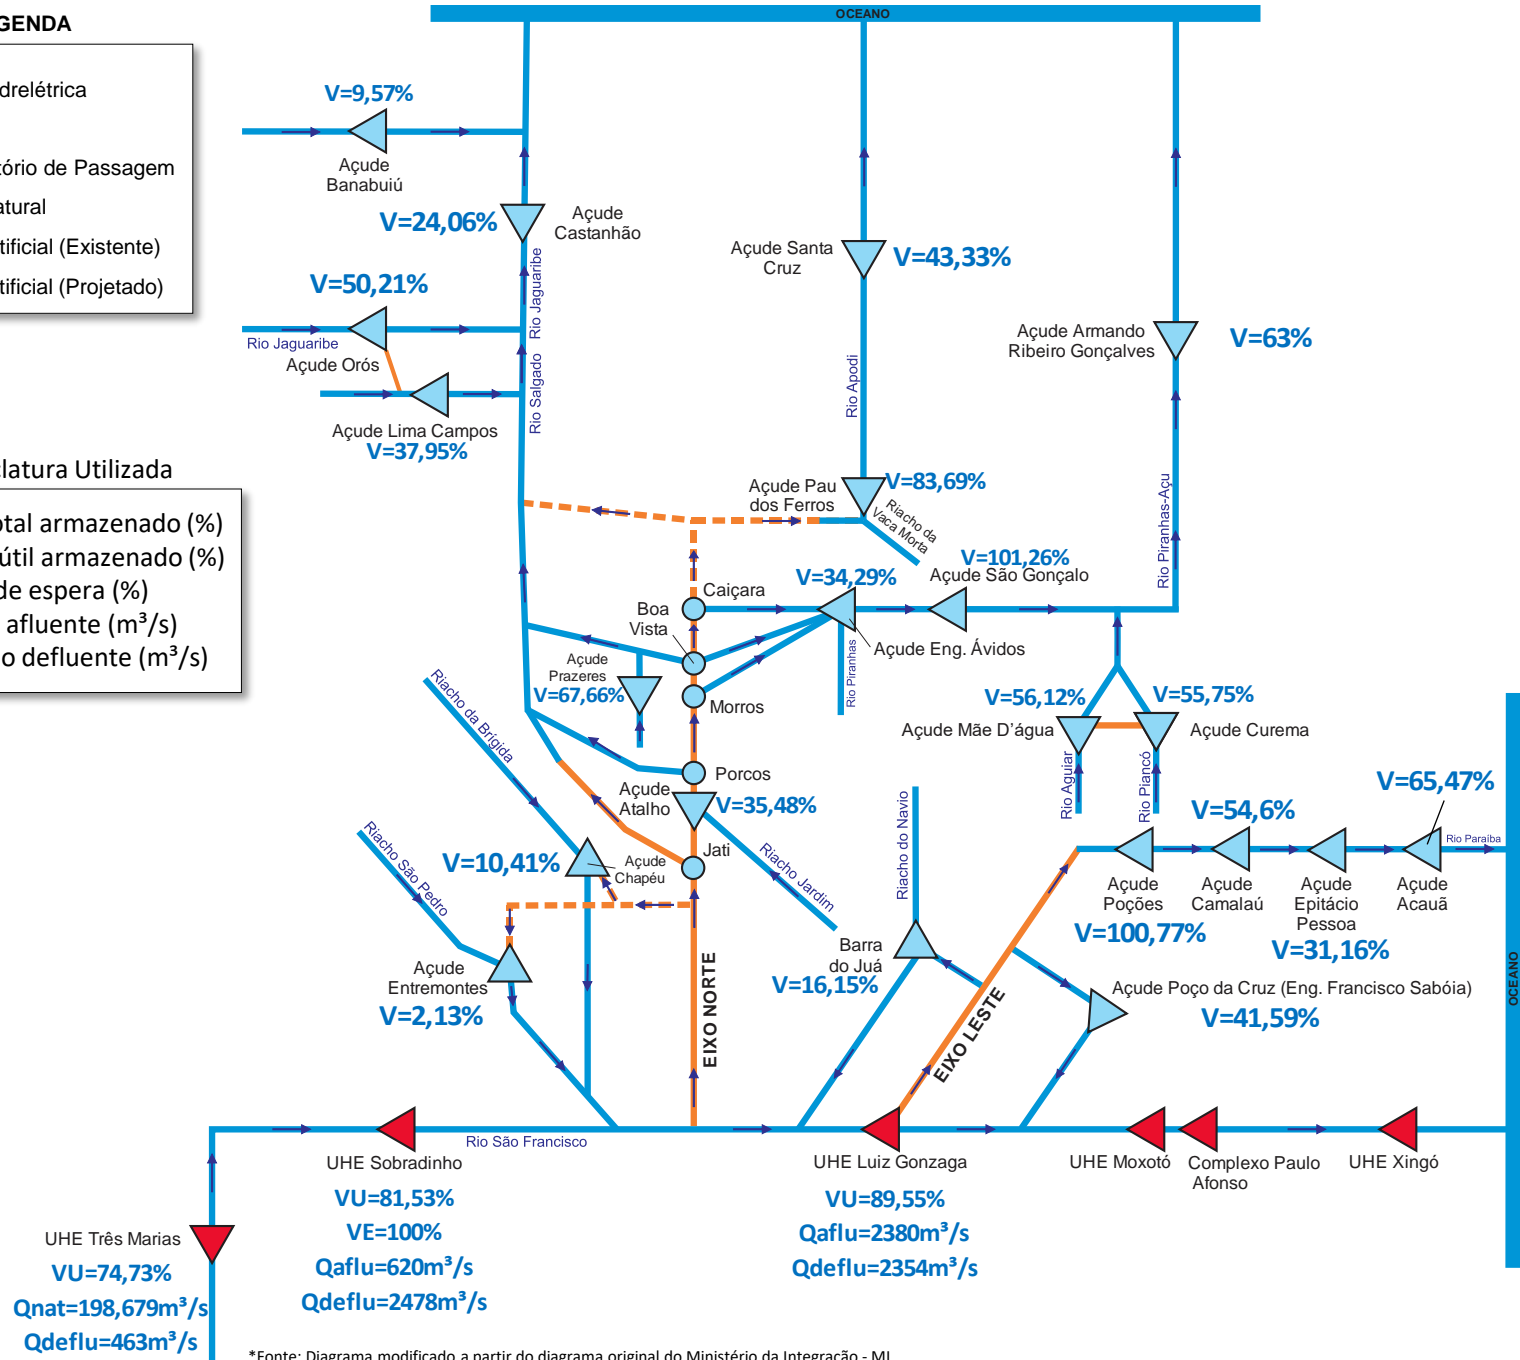 GENDA
drelétrica
tório de Passagem
atural
tificial (Existente)
tificial (Projetado)
clatura Utilizada
otal armazenado (%)
útil armazenado (%)
de espera (%)
afluente (m³/s)
o defluente (m³/s)
OCEANO
V=9,57%
Açude
Banabuiú
V=24,06%
Açude
Castanhão
V=50,21%
Rio Jaguaribe
Açude Orós
Rio Jaguaribe
Rio Salgado
Açude Lima Campos
V=37,95%
Açude Santa
Cruz
V=43,33%
Rio Apodi
Açude Armando
Ribeiro Gonçalves
V=63%
Rio Piranhas-Açu
Açude Pau
dos Ferros
V=83,69%
Riacho da
Vaca Morta
V=101,26%
Açude São Gonçalo
V=34,29%
Caiçara
Boa
Vista
Açude Eng. Ávidos
Rio Piranhas
Açude
Prazeres
V=67,66%
Morros
Riacho da Brígida
Porcos
Açude
Atalho
V=35,48%
Jati
Riacho Jardim
V=56,12%
V=55,75%
Açude Mãe D'água
Açude Curema
Rio Aguiar
Rio Piancó
V=65,47%
V=54,6%
Rio Paraíba
Riacho São Pedro
V=10,41%
Açude
Chapéu
Riacho do Navio
Açude
Poções
Açude
Camalaú
Açude
Epitácio
Pessoa
Açude
Acauã
V=100,77%
V=31,16%
Açude
Entremontes
V=2,13%
Barra
do Juá
V=16,15%
Açude Poço da Cruz (Eng. Francisco Sabóia)
V=41,59%
OCEANO
EIXO NORTE
EIXO LESTE
Rio São Francisco
UHE Sobradinho
VU=81,53%
VE=100%
Qaflu=620m³/s
Qdeflu=2478m³/s
UHE Luiz Gonzaga
VU=89,55%
Qaflu=2380m³/s
Qdeflu=2354m³/s
UHE Moxotó
Complexo Paulo
Afonso
UHE Xingó
UHE Três Marias
VU=74,73%
Qnat=198,679m³/s
Qdeflu=463m³/s
*Fonte: Diagrama modificado a partir do diagrama original do Ministério da Integração - MI